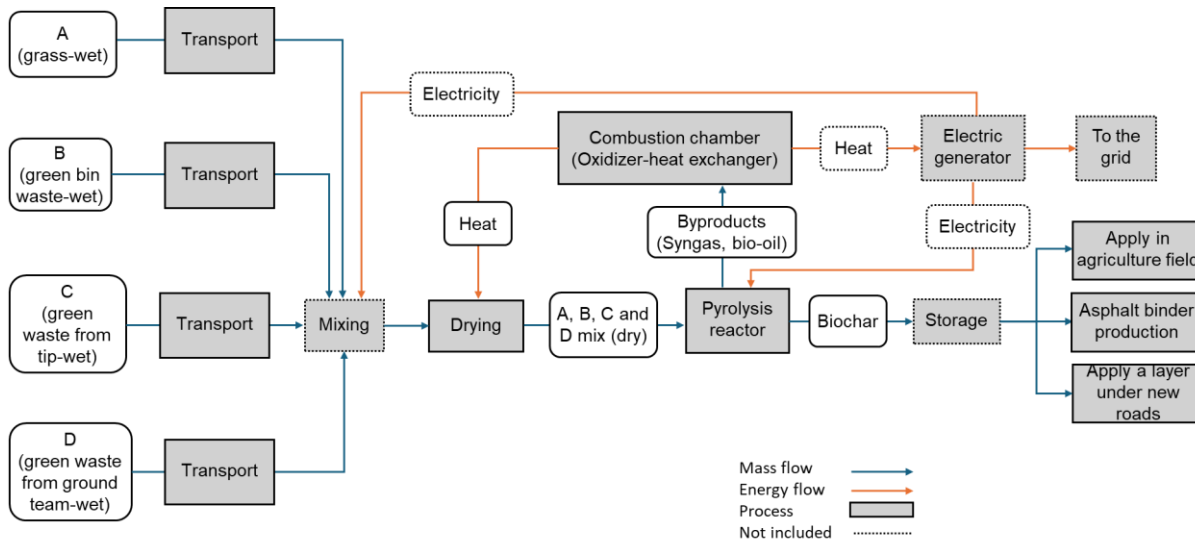 A
(grass-wet)
Transport
B
(green bin
waste-wet)
Transport
C
(green
waste from
tip-wet)
Transport
D
(green waste
from ground
team-wet)
Transport
Mixing
Electricity
Heat
Drying
Combustion chamber
(Oxidizer-heat exchanger)
Heat
Electric
generator
To the
grid
Byproducts
(Syngas, bio-oil)
Electricity
A, B, C and
D mix (dry)
Pyrolysis
reactor
Biochar
Storage
Apply in
agriculture field
Asphalt binder
production
Apply a layer
under new
roads
Mass flow
Energy flow
Process
Not included